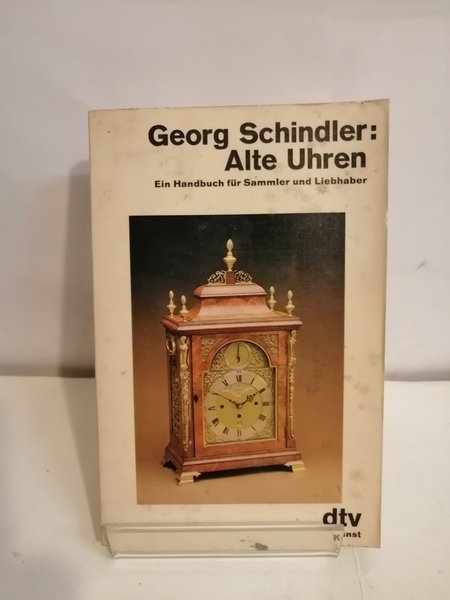 Georg Schindler:
Alte Uhren
Ein Handbuch für Sammler und Liebhaber
dtv
Kunst